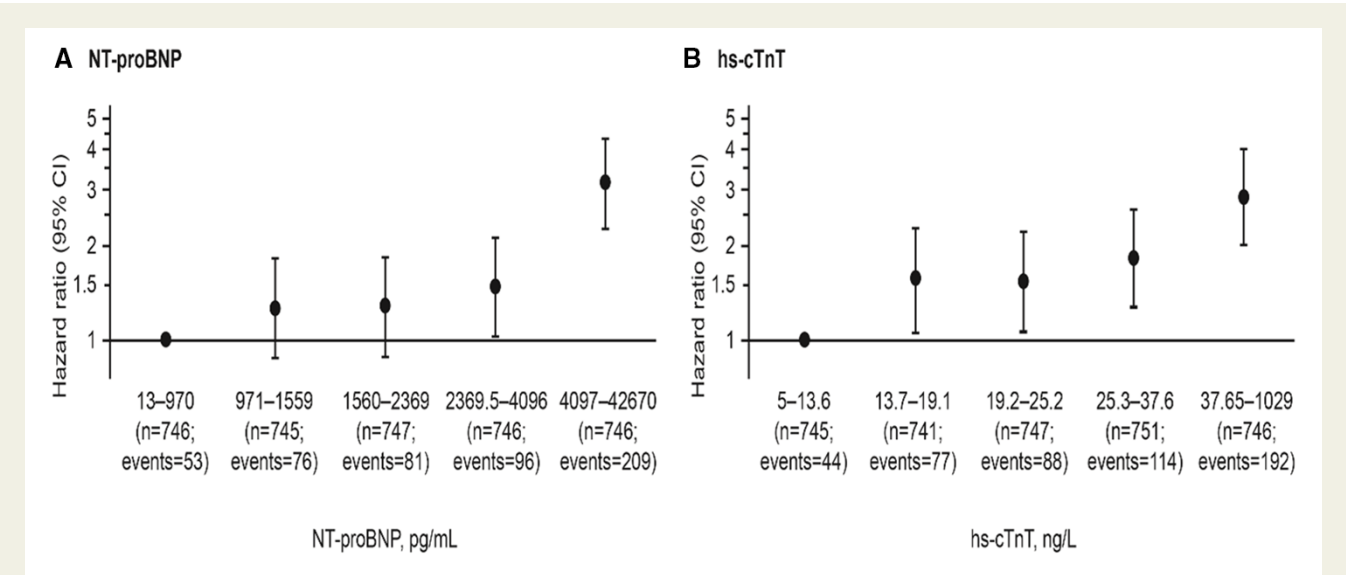 A NT-proBNP
Hazard ratio (95% CI)
5
4
3
2
1.5
1
13–970 971–1559 1560–2369 2369.5–4096 4097–42670
(n=746; (n=745; (n=747; (n=746; (n=746;
events=53) events=76) events=81) events=96) events=209)
NT-proBNP, pg/mL
B hs-cTnT
Hazard ratio (95% CI)
5
4
3
2
1.5
1
5–13.6 13.7–19.1 19.2–25.2 25.3–37.6 37.65–1029
(n=745; (n=741; (n=747; (n=751; (n=746;
events=44) events=77) events=88) events=114) events=192)
hs-cTnT, ng/L